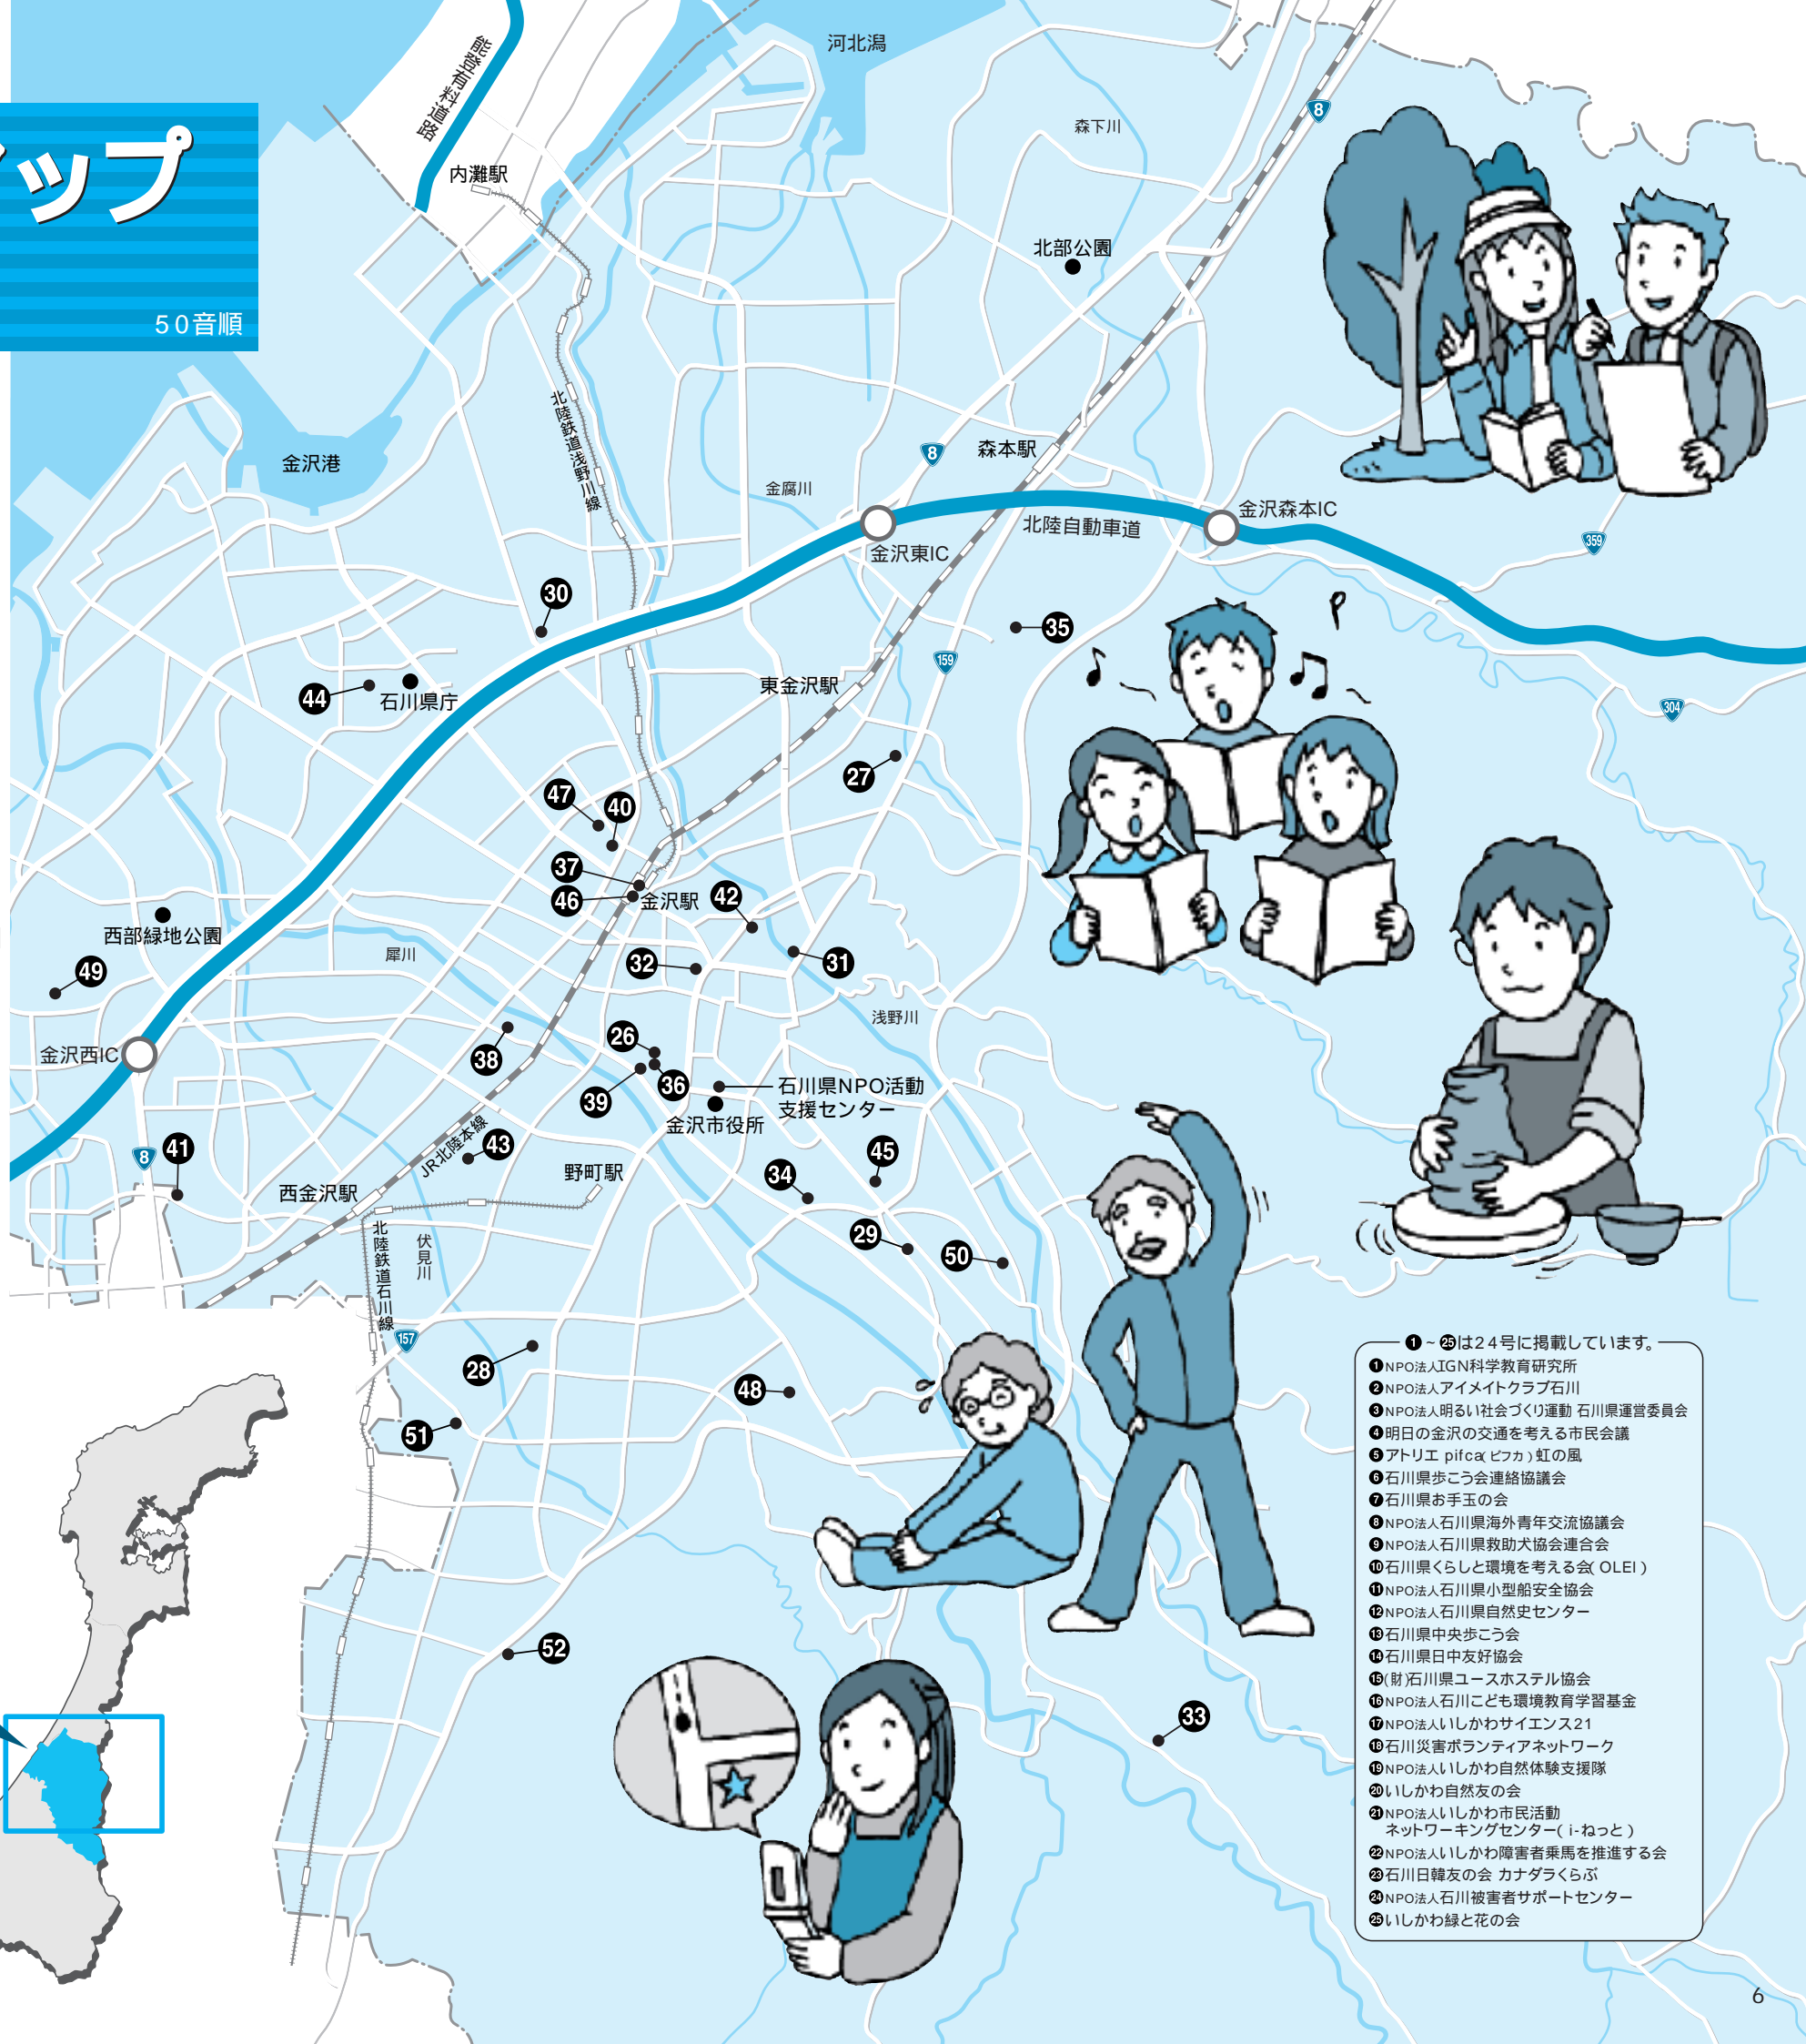 ップ
50音順
能登有料道路
河北潟
8
森下川
内灘駅
北部公園
北陸鉄道浅野川線
金沢港
8
森本駅
金腐川
金沢森本IC
北陸自動車道
金沢東IC
359
30
35
159
44
石川県庁
東金沢駅
304
27
47
40
37
46
金沢駅
42
西部緑地公園
犀川
32
31
49
浅野川
金沢西IC
38
26
36
39
石川県NPO活動
支援センター
金沢市役所
8
41
JR北陸本線
43
西金沢駅
野町駅
34
45
北陸鉄道石川線
伏見川
29
50
157
28
48
51
52
33
1~25は24号に掲載しています。
1 NPO法人IGN科学教育研究所
2 NPO法人アイメイトクラブ石川
3 NPO法人明るい社会づくり運動 石川県運営委員会
4 明日の金沢の交通を考える市民会議
5 アトリエ pifca(ピフカ)虹の風
6 石川県歩こう会連絡協議会
7 石川県お手玉の会
8 NPO法人石川県海外青年交流協議会
9 NPO法人石川県救助犬協会連合会
10 石川県くらしと環境を考える会(OLEI)
11 NPO法人石川県小型船安全協会
12 NPO法人石川県自然史センター
13 石川県中央歩こう会
14 石川県日中友好協会
15 (財)石川県ユースホステル協会
16 NPO法人石川こども環境教育学習基金
17 NPO法人いしかわサイエンス21
18 石川災害ボランティアネットワーク
19 NPO法人いしかわ自然体験支援隊
20 いしかわ自然友の会
21 NPO法人いしかわ市民活動
ネットワーキングセンター(i-ねっと)
22 NPO法人いしかわ障害者乗馬を推進する会
23 石川日韓友の会 カナダラくらぶ
24 NPO法人石川被害者サポートセンター
25 いしかわ緑と花の会
6